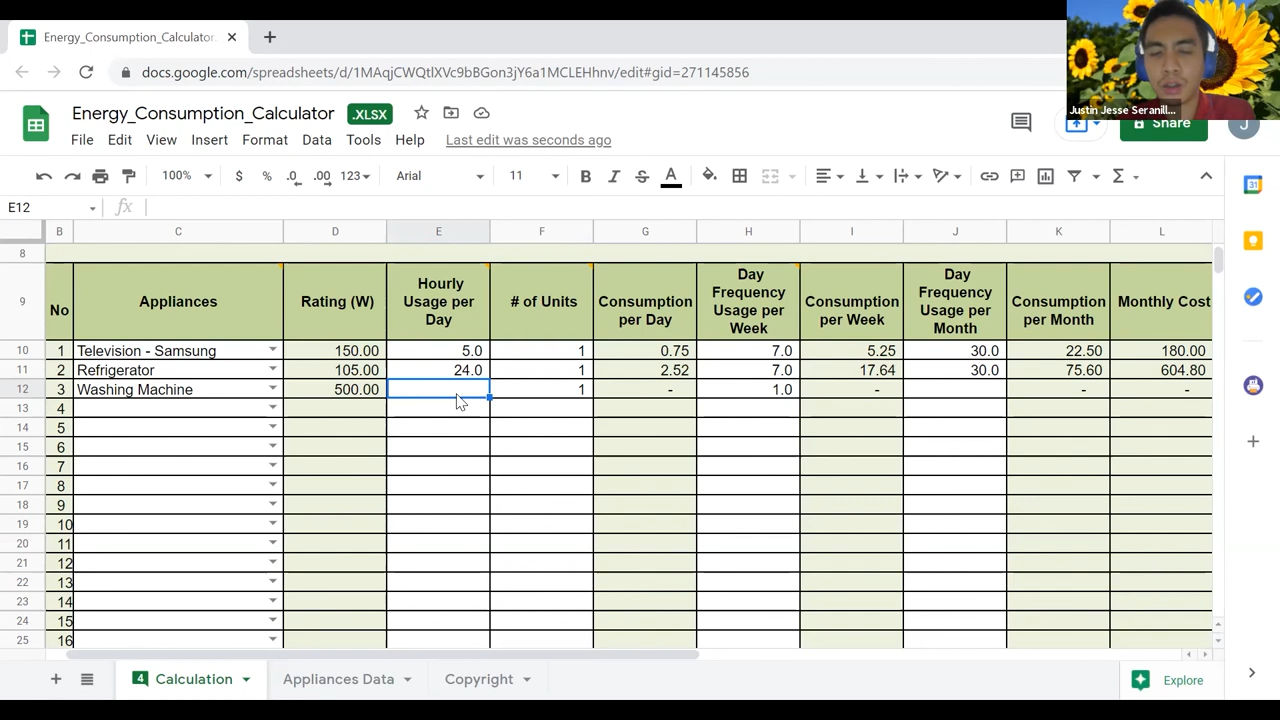 Energy_Consumption_Calculator.
docs.google.com/spreadsheets/d/1MAqjCWQtlXVc9bBGon3jY6a1MCLEHhnv/edit#gid=271145856
Justin Jesse Seranill...
Energy_Consumption_Calculator .XLSX
Share J
File Edit View Insert Format Data Tools Help Last edit was seconds ago
100% $ % .0 .00 123 Arial 11 B I S A
31
E12 fx
B C D E F G H I J K L
8
9 No Appliances Rating (W) Hourly Usage per Day # of Units Consumption per Day Day Frequency Usage per Week Consumption per Week Day Frequency Usage per Month Consumption per Month Monthly Cost
10 1 Television - Samsung 150.00 5.0 1 0.75 7.0 5.25 30.0 22.50 180.00
11 2 Refrigerator 105.00 24.0 1 2.52 7.0 17.64 30.0 75.60 604.80
12 3 Washing Machine 500.00 1 - 1.0 - - -
13 4
14 5
15 6
16 7
17 8
18 9
19 10
20 11
21 12
22 13
23 14
24 15
25 16
4 Calculation Appliances Data Copyright Explore